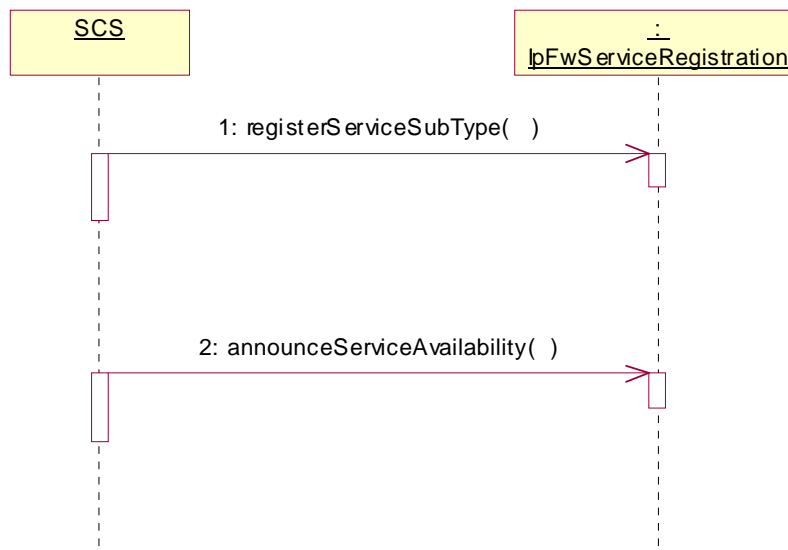 SCS
:
IpFwServiceRegistration
1: registerServiceSubType( )
2: announceServiceAvailability( )